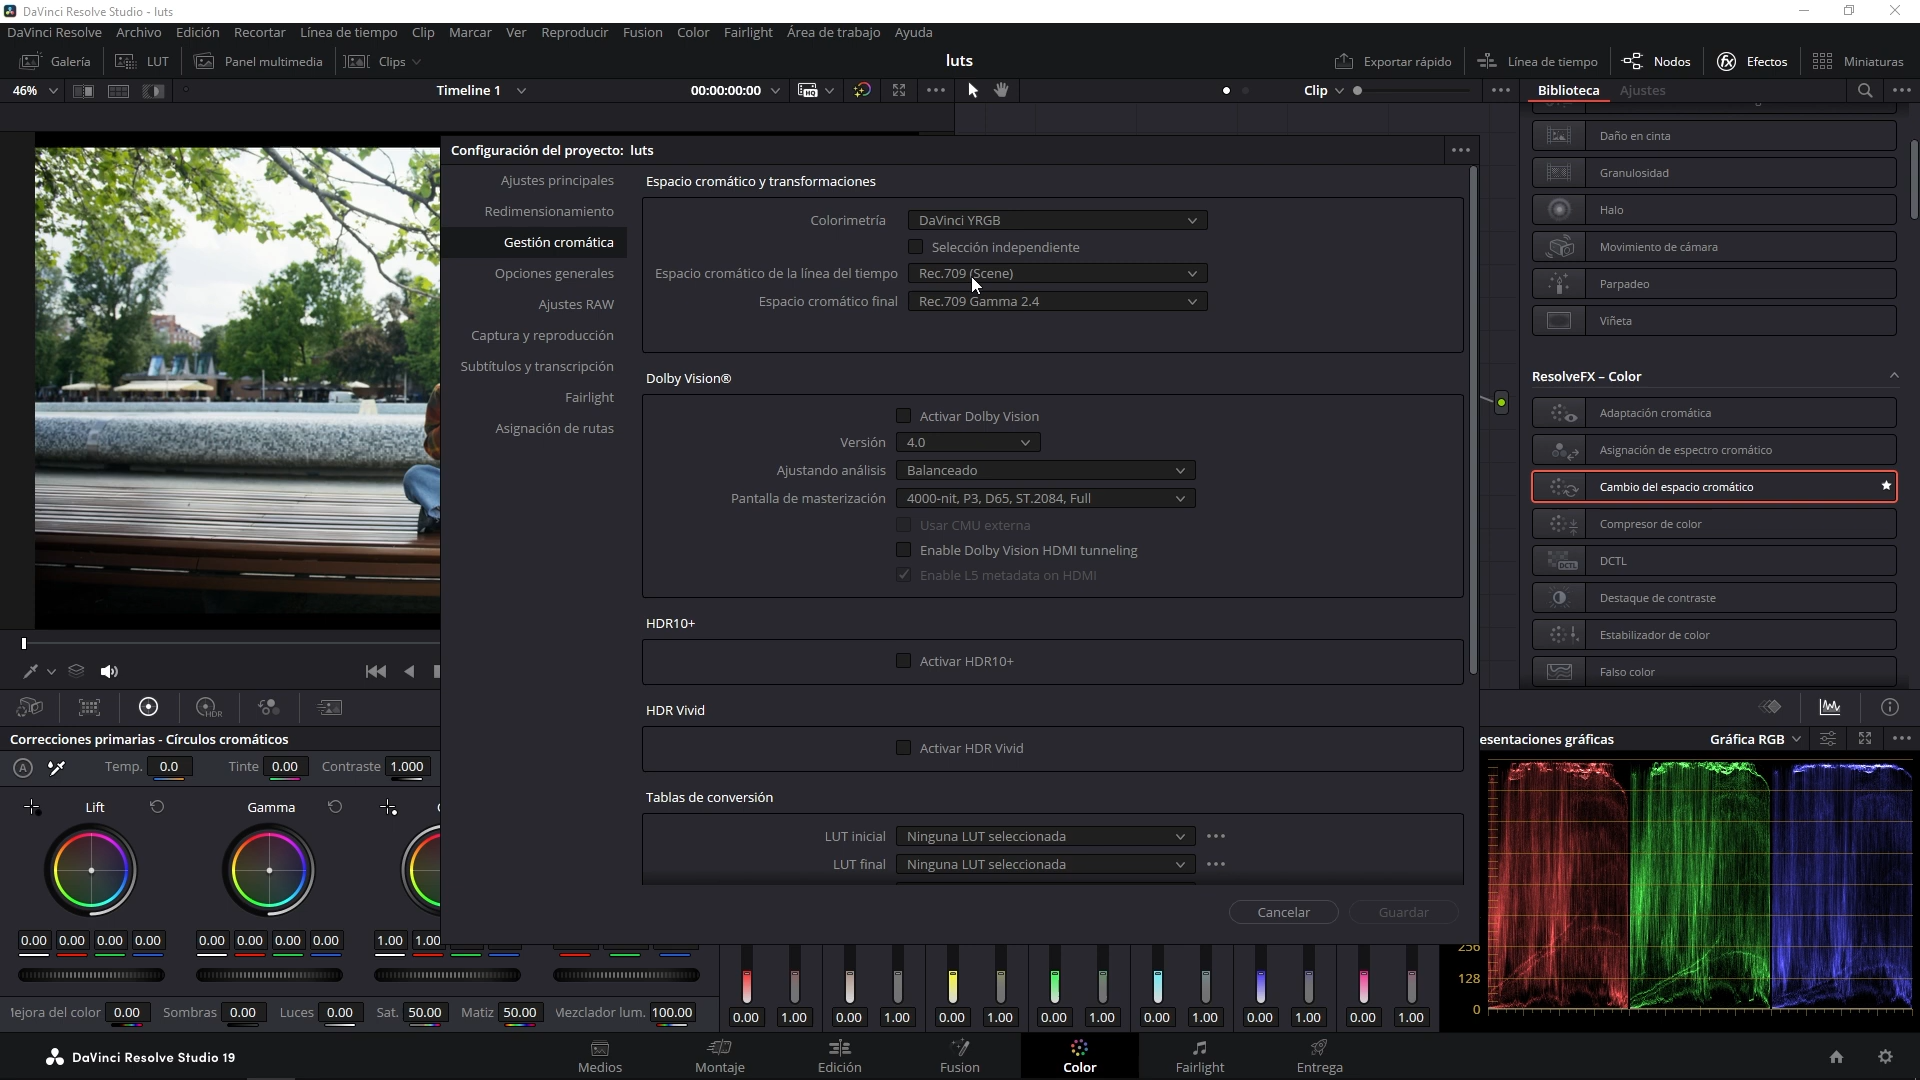 DaVinci Resolve Studio - luts
DaVinci Resolve Archivo Edición Recortar Línea de tiempo Clip Marcar Ver Reproducir Fusion Color Fairlight Área de trabajo Ayuda
Galería LUT Panel multimedia Clips luts Exportar rápido Línea de tiempo Nodos Efectos Miniaturas
46% Timeline 1 00:00:00:00 Clip Biblioteca Ajustes
Daño en cinta
Granulosidad
Halo
Movimiento de cámara
Parpadeo
Viñeta
ResolveFX – Color
Adaptación cromática
Asignación de espectro cromático
Cambio del espacio cromático
Compresor de color
DCTL
DCTL
Destaque de contraste
Estabilizador de color
Falso color
Configuración del proyecto: luts
Ajustes principales
Redimensionamiento
Gestión cromática
Opciones generales
Ajustes RAW
Captura y reproducción
Subtítulos y transcripción
Fairlight
Asignación de rutas
Espacio cromático y transformaciones
Colorimetría DaVinci YRGB
Selección independiente
Espacio cromático de la línea del tiempo Rec.709 (Scene)
Espacio cromático final Rec.709 Gamma 2.4
Dolby Vision®
Activar Dolby Vision
Versión 4.0
Ajustando análisis Balanceado
Pantalla de masterización 4000-nit, P3, D65, ST.2084, Full
Usar CMU externa
Enable Dolby Vision HDMI tunneling
Enable L5 metadata on HDMI
HDR10+
Activar HDR10+
HDR Vivid
Activar HDR Vivid
Tablas de conversión
LUT inicial Ninguna LUT seleccionada
LUT final Ninguna LUT seleccionada
Cancelar Guardar
HDR
Correcciones primarias - Círculos cromáticos
A Temp. 0.0 Tinte 0.00 Contraste 1.000
Lift Gamma
0.00 0.00 0.00 0.00 0.00 0.00 0.00 0.00 1.00 1.00
Sombras 0.00 Luces 0.00 Sat. 50.00 Matiz 50.00 Mezclador lum. 100.00
ejora del color 0.00
0.00 1.00 0.00 1.00 0.00 1.00 0.00 1.00 0.00 1.00 0.00 1.00 0.00 1.00
esentaciones gráficas Gráfica RGB
256
128
0
DaVinci Resolve Studio 19
Medios Montaje Edición Fusion Color Fairlight Entrega